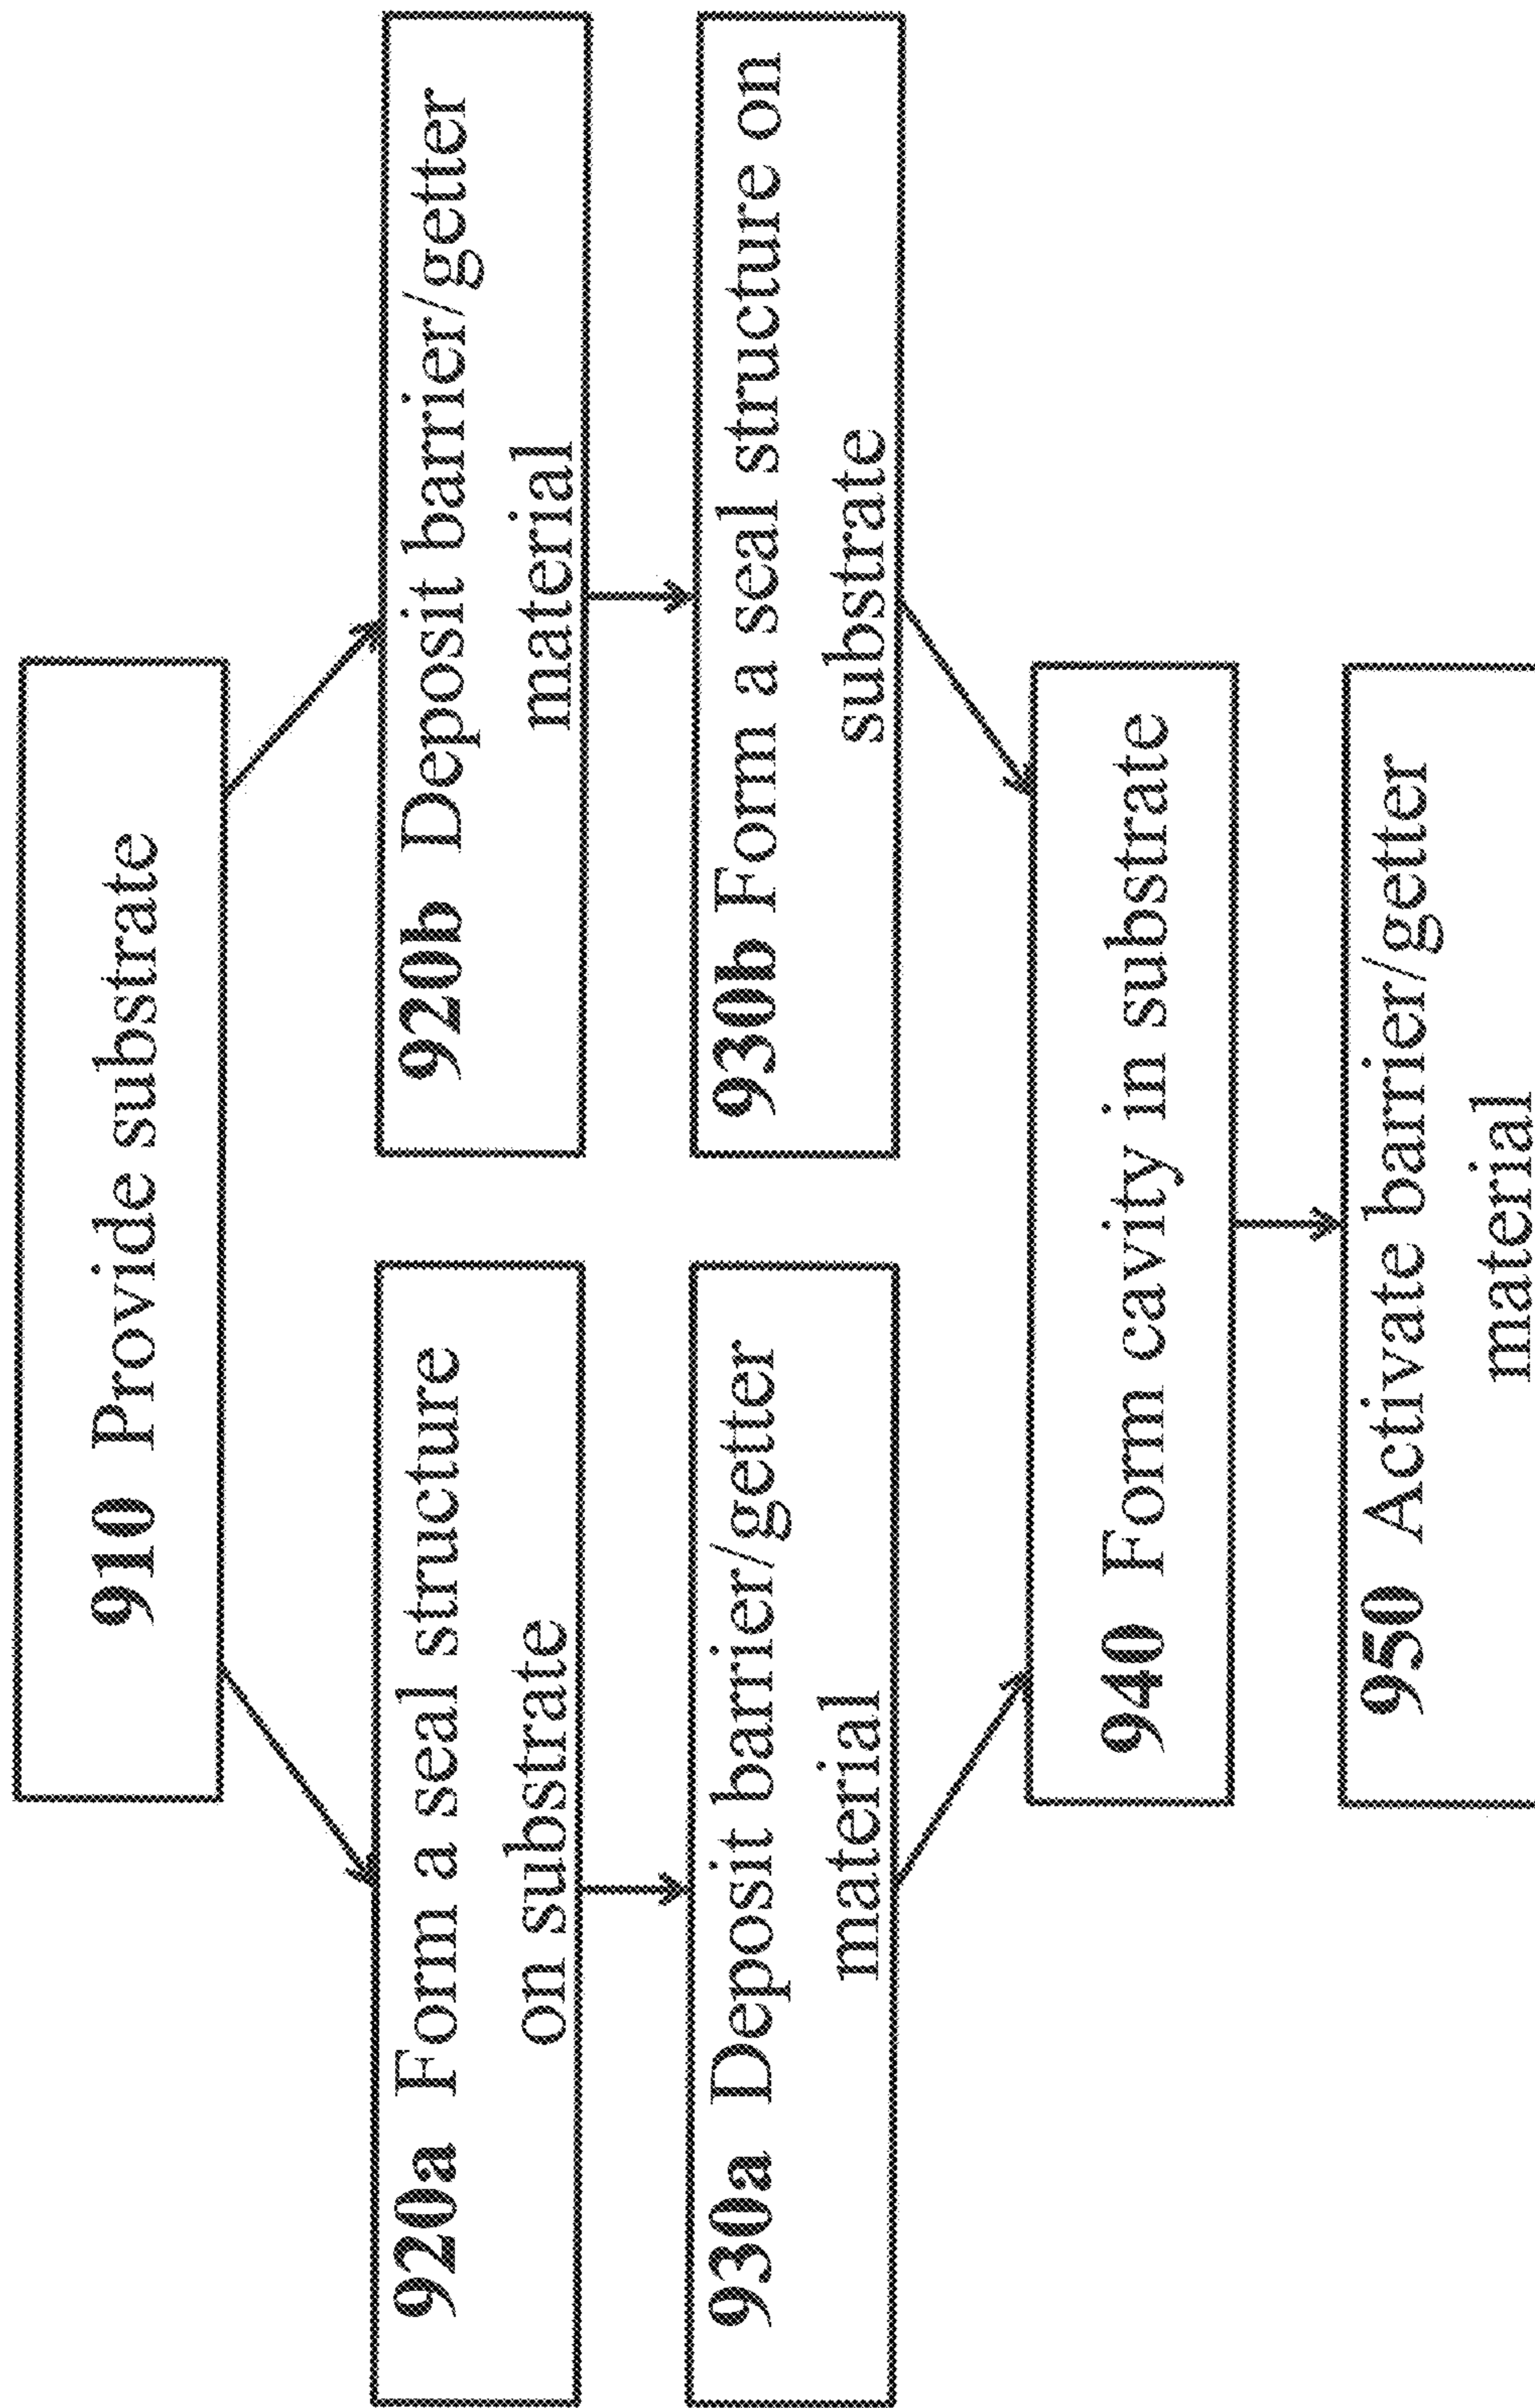 910 Provide substrate
920a Form a seal structure
on substrate
930a Deposit barrier/getter
material
920b Deposit barrier/getter
material
930b Form a seal structure on
substrate
940 Form cavity in substrate
950 Activate barrier/getter
material